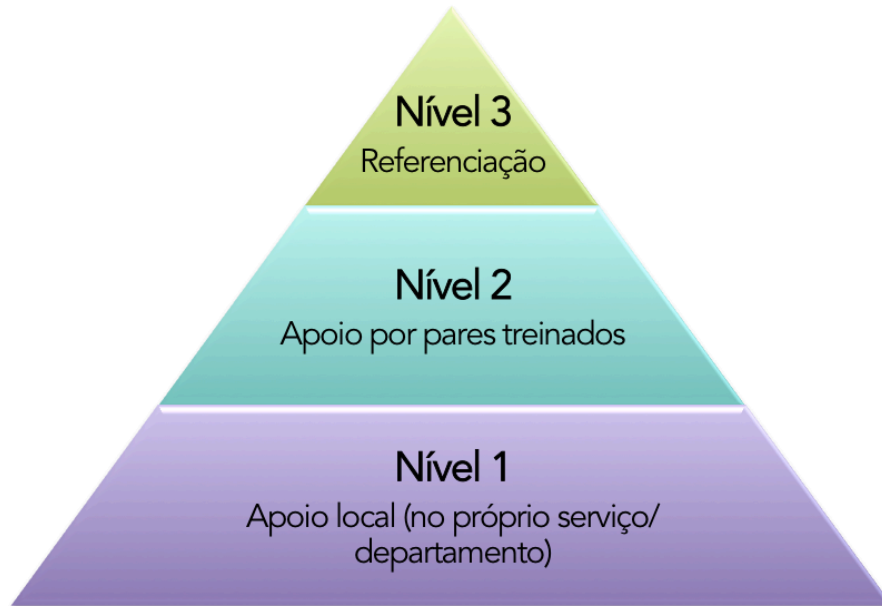 Nível 3
Referenciação
Nível 2
Apoio por pares treinados
Nível 1
Apoio local (no próprio serviço/
departamento)